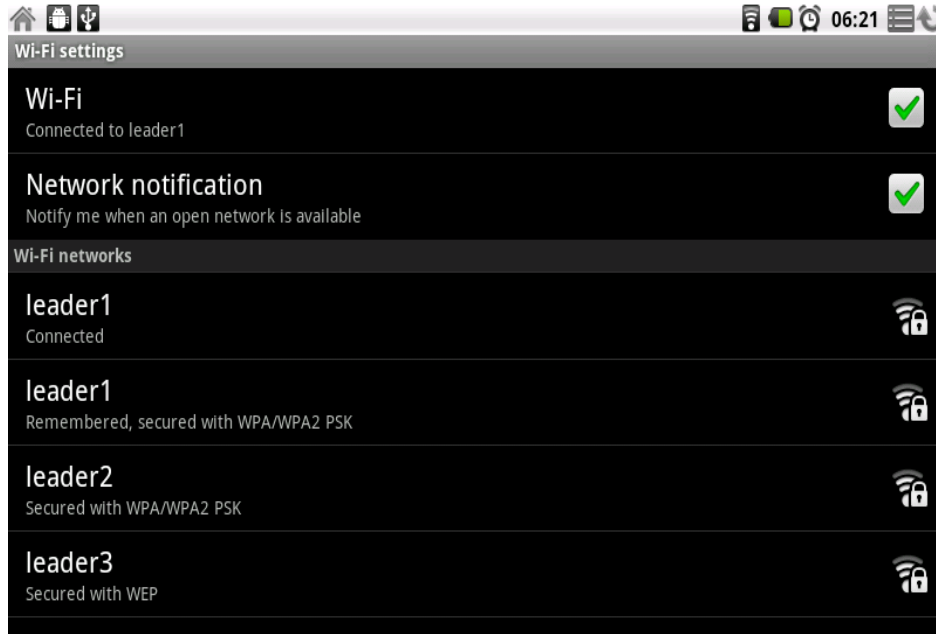 06:21
Wi-Fi settings
Wi-Fi
Connected to leader1
Network notification
Notify me when an open network is available
Wi-Fi networks
leader1
Connected
leader1
Remembered, secured with WPA/WPA2 PSK
leader2
Secured with WPA/WPA2 PSK
leader3
Secured with WEP